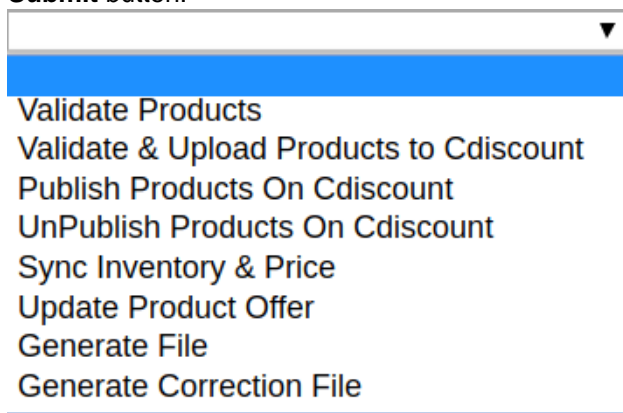 Submit button.
Validate Products
Validate & Upload Products to Cdiscount
Publish Products On Cdiscount
UnPublish Products On Cdiscount
Sync Inventory & Price
Update Product Offer
Generate File
Generate Correction File